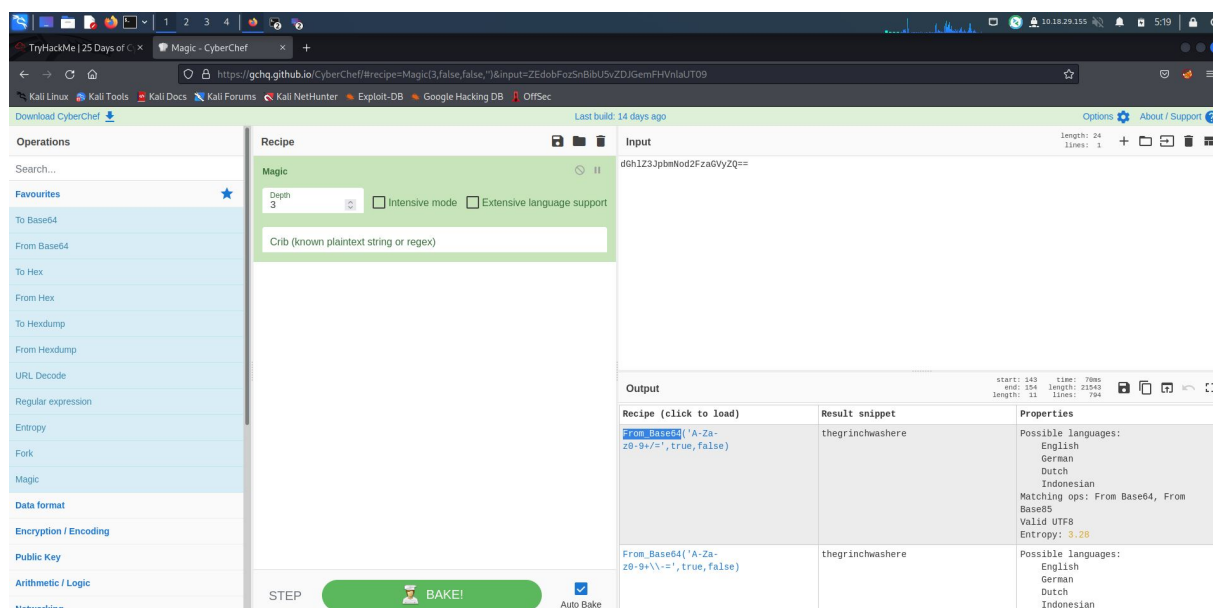 1 2 3 4
10.18.29.155
5:19
TryHackMe | 25 Days of C
Magic - CyberChef
https://gchq.github.io/CyberChef/#recipe=Magic(3,false,false,'')&input=ZEdobFozSnBibU5vZDJGemFHVnlaUT09
Kali Linux Kali Tools Kali Docs Kali Forums Kali NetHunter Exploit-DB Google Hacking DB OffSec
Download CyberChef
Last build: 14 days ago
Options
About / Support
Operations
Search...
Favourites
To Base64
From Base64
To Hex
From Hex
To Hexdump
From Hexdump
URL Decode
Regular expression
Entropy
Fork
Magic
Data format
Encryption / Encoding
Public Key
Arithmetic / Logic
Networking
Recipe
Magic
Depth
3
Intensive mode
Extensive language support
Crib (known plaintext string or regex)
STEP
BAKE!
Auto Bake
Input
length: 24
lines: 1
dGhlZ3JpbmNod2FzaGVyZQ==
Output
start: 143 time: 70ms
end: 154 length: 21543
length: 11 lines: 794
Recipe (click to load) Result snippet Properties
From_Base64('A-Za-
z0-9+/=',true,false)
thegrinchwashere
Possible languages:
English
German
Dutch
Indonesian
Matching ops: From Base64, From
Base85
Valid UTF8
Entropy: 3.28
From_Base64('A-Za-
z0-9+\\-=',true,false)
thegrinchwashere
Possible languages:
English
German
Dutch
Indonesian